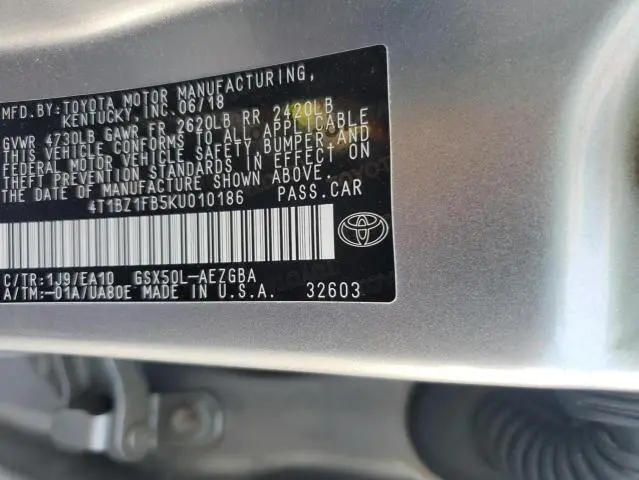 MFD.BY:TOYOTA MOTOR MANUFACTURING,
KENTUCKY, INC. 06/18
GVWR 4730LB GAWR FR 2620LB RR 2420LB
THIS VEHICLE CONFORMS TO ALL APPLICABLE
FEDERAL MOTOR VEHICLE SAFETY, BUMPER, AND
THEFT PREVENTION STANDARDS IN EFFECT ON
THE DATE OF MANUFACTURE SHOWN ABOVE.
4T1BZ1FB5KU010186 PASS.CAR
C/TR:1J9/EA10 GSX50L-AEZGBA
A/TM:-01A/UA80E MADE IN U.S.A. 32603